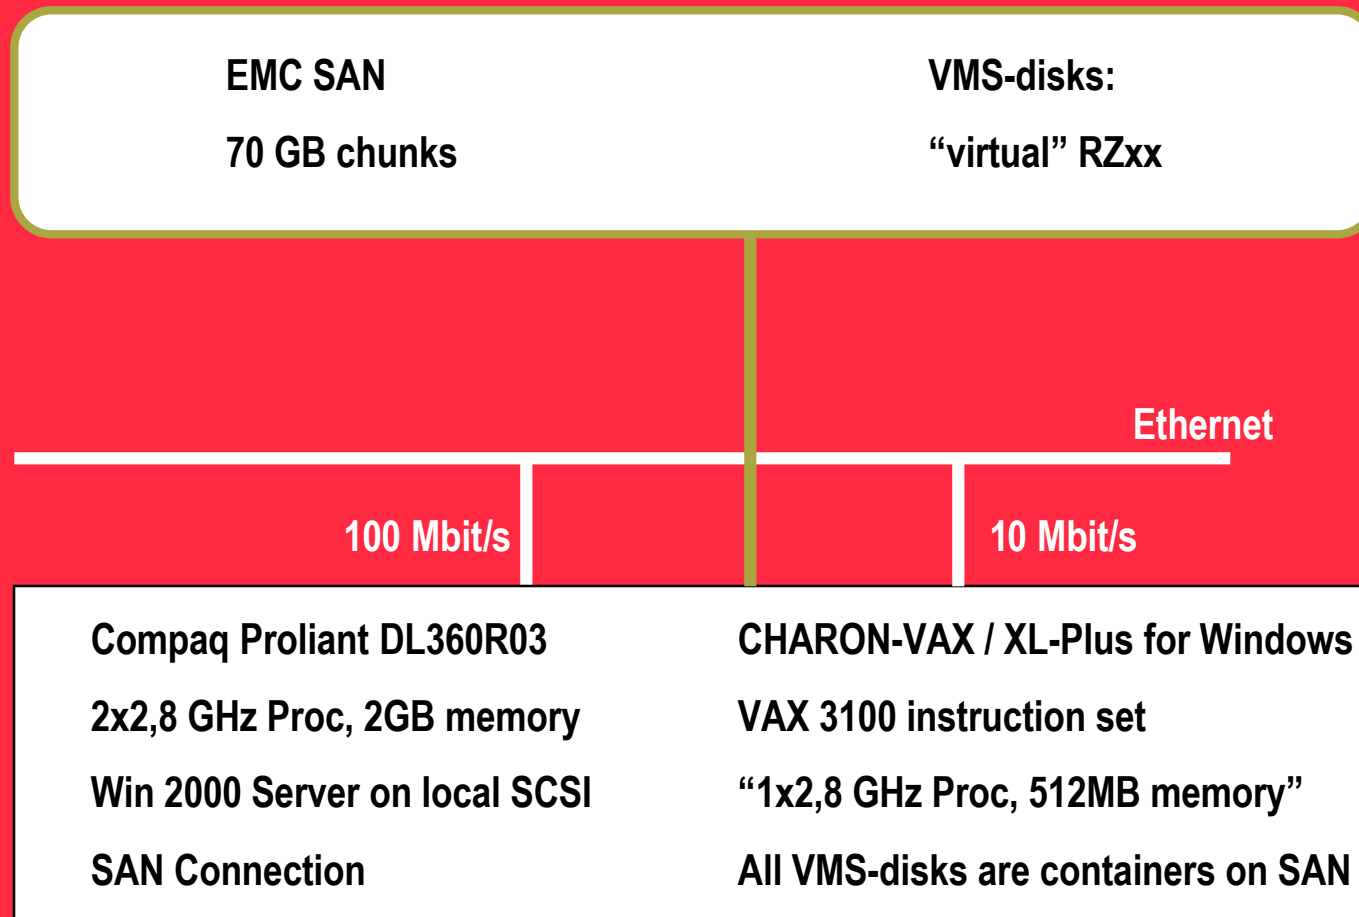 EMC SAN
70 GB chunks
VMS-disks:
“virtual” RZxx
Ethernet
100 Mbit/s
10 Mbit/s
Compaq Proliant DL360R03
2x2,8 GHz Proc, 2GB memory
Win 2000 Server on local SCSI
SAN Connection
CHARON-VAX / XL-Plus for Windows
VAX 3100 instruction set
“1x2,8 GHz Proc, 512MB memory”
All VMS-disks are containers on SAN